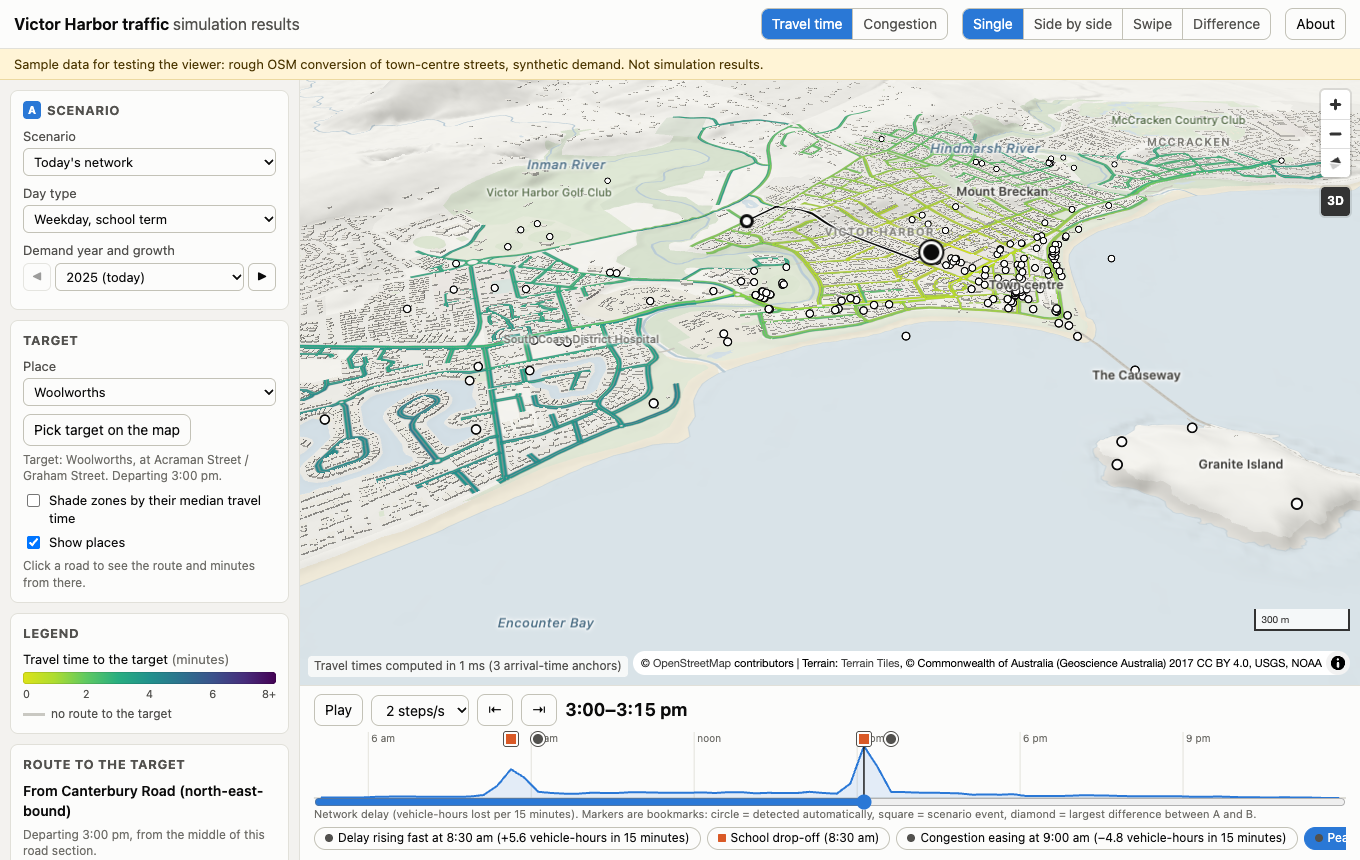 Victor Harbor traffic simulation results
Travel time
Congestion
Single
Side by side
Swipe
Difference
About
Sample data for testing the viewer: rough OSM conversion of town-centre streets, synthetic demand. Not simulation results.
A SCENARIO
Scenario
Today's network
Day type
Weekday, school term
Demand year and growth
2025 (today)
TARGET
Place
Woolworths
Pick target on the map
Target: Woolworths, at Acraman Street /
Graham Street. Departing 3:00 pm.
Shade zones by their median travel
time
Show places
Click a road to see the route and minutes
from there.
LEGEND
Travel time to the target (minutes)
0 2 4 6 8+
no route to the target
ROUTE TO THE TARGET
From Canterbury Road (north-east-
bound)
Departing 3:00 pm, from the middle of this
road section.
McCracken Country Club
MCCRACKEN
Hindmarsh River
Inman River
Victor Harbor Golf Club
Mount Breckan
VICTOR HARBOR
Town centre
South Coast District Hospital
The Causeway
Granite Island
Encounter Bay
3D
300 m
Travel times computed in 1 ms (3 arrival-time anchors)
© OpenStreetMap contributors | Terrain: Terrain Tiles, © Commonwealth of Australia (Geoscience Australia) 2017 CC BY 4.0, USGS, NOAA
Play
2 steps/s
3:00–3:15 pm
6 am
am
noon
pm
6 pm
9 pm
Network delay (vehicle-hours lost per 15 minutes). Markers are bookmarks: circle = detected automatically, square = scenario event, diamond = largest difference between A and B.
Delay rising fast at 8:30 am (+5.6 vehicle-hours in 15 minutes)
School drop-off (8:30 am)
Congestion easing at 9:00 am (−4.8 vehicle-hours in 15 minutes)
Pea